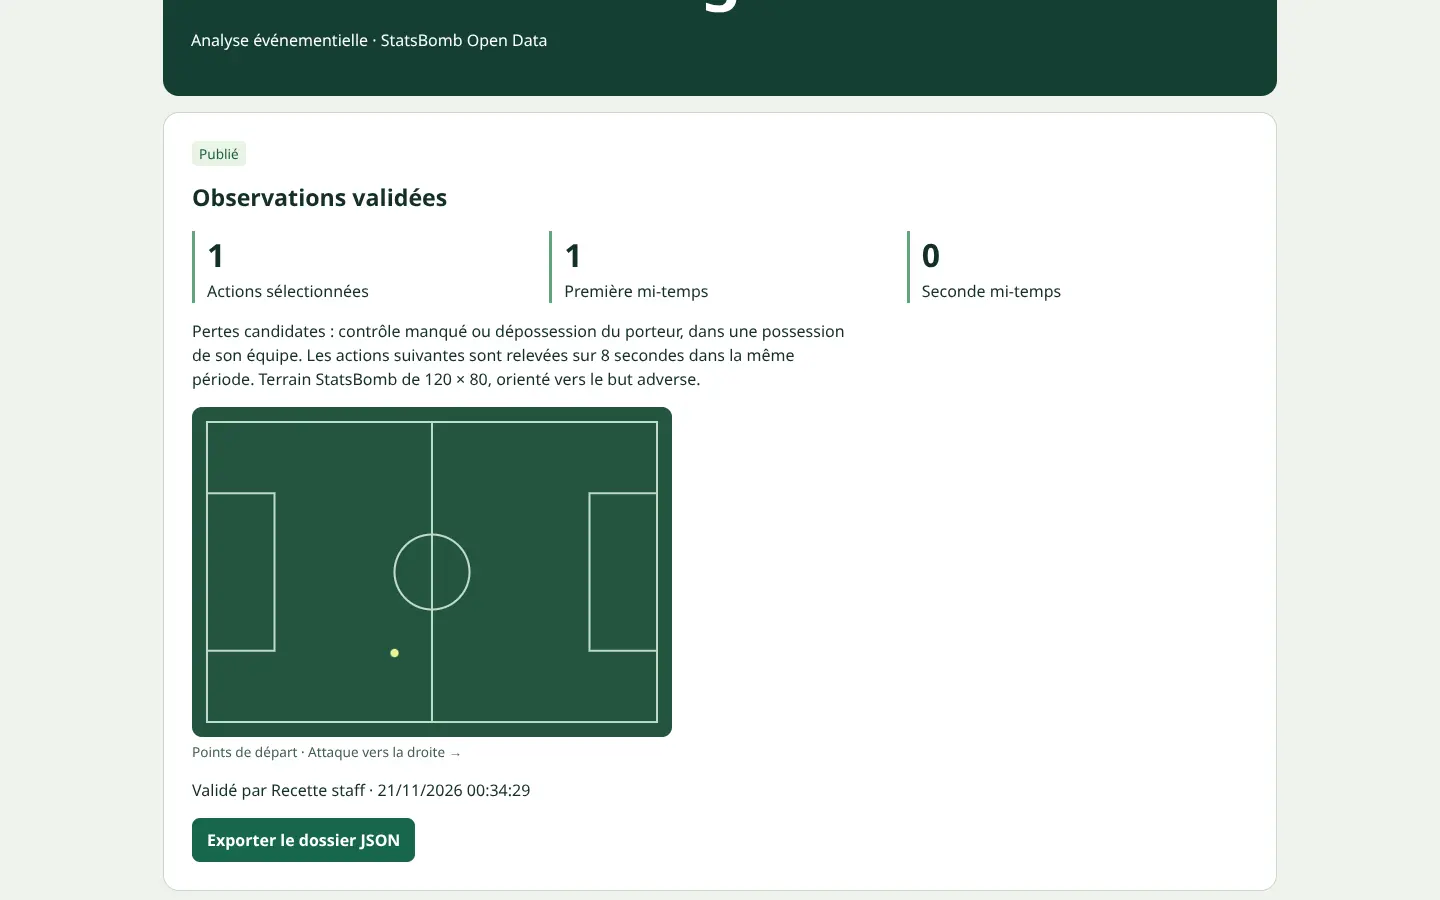 Analyse événementielle · StatsBomb Open Data
Publié
Observations validées
1
Actions sélectionnées
1
Première mi-temps
0
Seconde mi-temps
Pertes candidates : contrôle manqué ou dépossession du porteur, dans une possession
de son équipe. Les actions suivantes sont relevées sur 8 secondes dans la même
période. Terrain StatsBomb de 120 × 80, orienté vers le but adverse.
Points de départ · Attaque vers la droite →
Validé par Recette staff · 21/11/2026 00:34:29
Exporter le dossier JSON